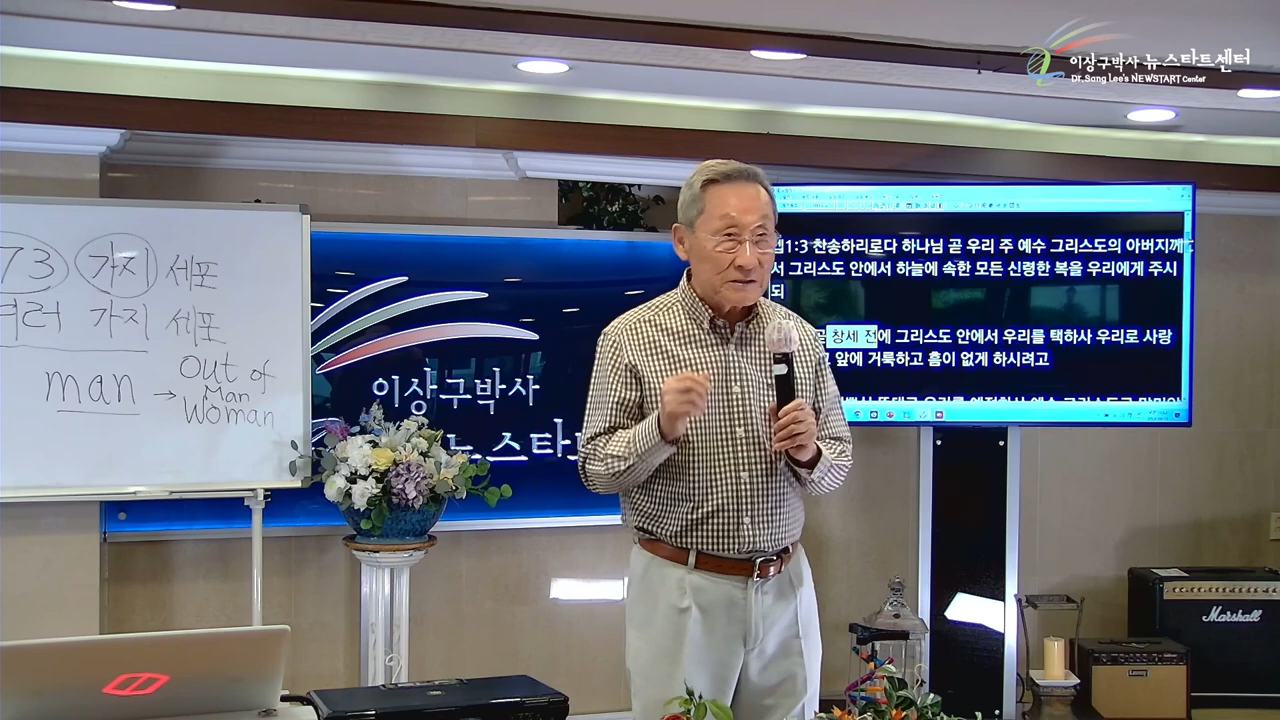 이상구박사 뉴스타트센터
Dr. Sang Lee's NEWSTART Center
73 가지 세포
여러 가지 세포
man → Out of
Man
Woman
이상구박사
뉴스타
엡1:3 찬송하리로다 하나님 곧 우리 주 예수 그리스도의 아버지께
서 그리스도 안에서 하늘에 속한 모든 신령한 복을 우리에게 주시
되
곧 창세 전에 그리스도 안에서 우리를 택하사 우리로 사랑
앞에 거룩하고 흠이 없게 하시려고
Marshall
Laney